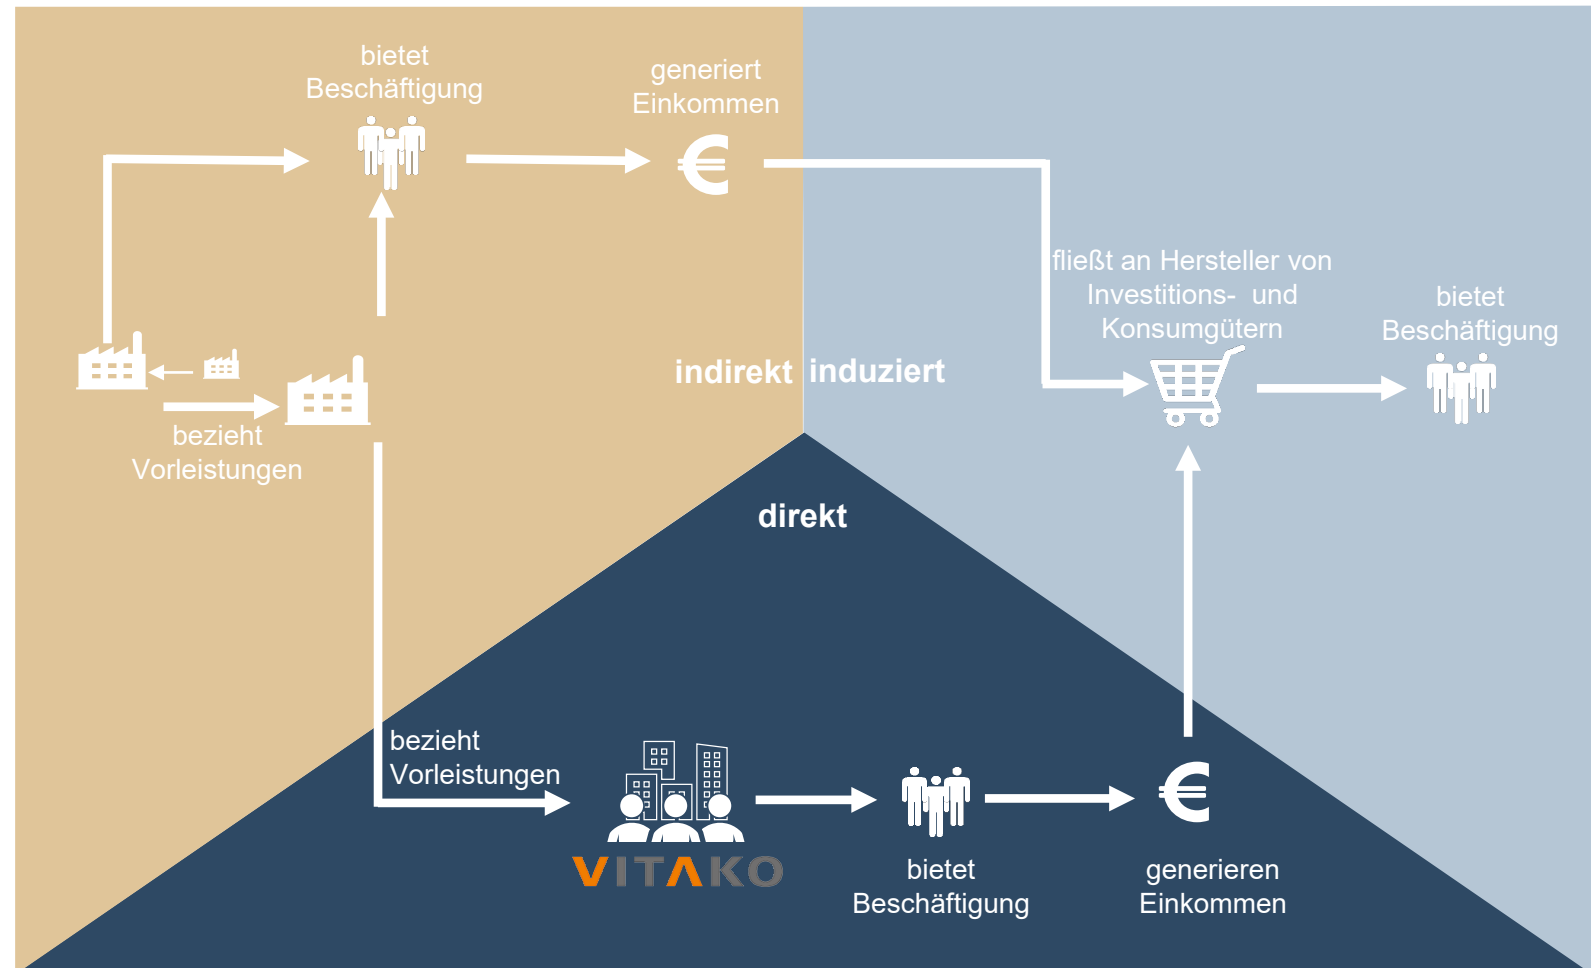 bietet
Beschäftigung
generiert
Einkommen
fließt an Hersteller von
Investitions- und
Konsumgütern
bietet
Beschäftigung
indirekt
induziert
bezieht
Vorleistungen
direkt
bezieht
Vorleistungen
VITAKO
bietet
Beschäftigung
generieren
Einkommen